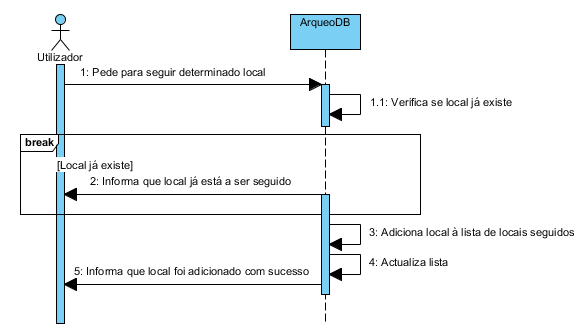 ArqueoDB
Utilizador
1: Pede para seguir determinado local
1.1: Verifica se local já existe
break
[Local já existe]
2: Informa que local já está a ser seguido
3: Adiciona local à lista de locais seguidos
4: Actualiza lista
5: Informa que local foi adicionado com sucesso